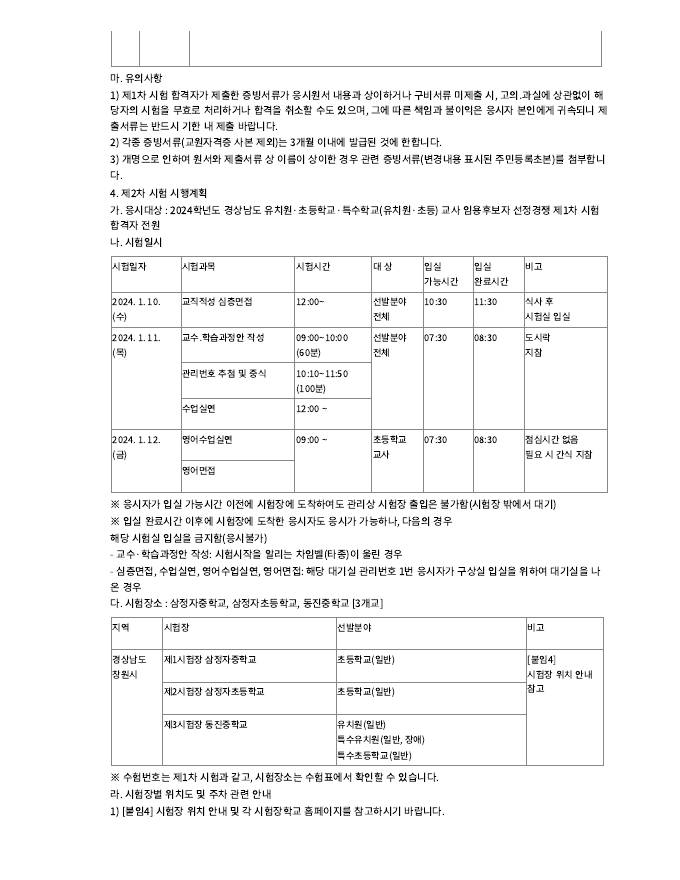 마. 유의사항
1) 제1차 시험 합격자가 제출한 증빙서류가 응시원서 내용과 상이하거나 구비서류 미제출 시, 고의.과실에 상관없이 해
당자의 시험을 무효로 처리하거나 합격을 취소할 수도 있으며, 그에 따른 책임과 불이익은 응시자 본인에게 귀속되니 제
출서류는 반드시 기한 내 제출 바랍니다.
2) 각종 증빙서류(교원자격증 사본 제외)는 3개월 이내에 발급된 것에 한합니다.
3) 개명으로 인하여 원서와 제출서류 상 이름이 상이한 경우 관련 증빙서류(변경내용 표시된 주민등록초본)를 첨부합니
다.
4. 제2차 시험 시행계획
가. 응시대상 : 2024학년도 경상남도 유치원·초등학교·특수학교(유치원·초등) 교사 임용후보자 선정경쟁 제1차 시험
합격자 전원
나. 시험일시
시험일자 시험과목 시험시간 대 상 입실 입실 비고
가능시간 완료시간
2024. 1. 10. 교직적성 심층면접 12:00~ 선발분야 10:30 11:30 식사 후
(수) 전체 시험실 입실
2024. 1. 11. 교수.학습과정안 작성 09:00~10:00 선발분야 07:30 08:30 도시락
(목) (60분) 전체 지참
관리번호 추첨 및 중식 10:10~11:50
(100분)
수업실연 12:00 ~
2024. 1. 12. 영어수업실연 09:00 ~ 초등학교 07:30 08:30 점심시간 없음
(금) 교사 필요 시 간식 지참
영어면접
※ 응시자가 입실 가능시간 이전에 시험장에 도착하여도 관리상 시험장 출입은 불가함(시험장 밖에서 대기)
※ 입실 완료시간 이후에 시험장에 도착한 응시자도 응시가 가능하나, 다음의 경우
해당 시험실 입실을 금지함(응시불가)
- 교수·학습과정안 작성: 시험시작을 알리는 차임벨(타종)이 울린 경우
- 심층면접, 수업실연, 영어수업실연, 영어면접: 해당 대기실 관리번호 1번 응시자가 구상실 입실을 위하여 대기실을 나
온 경우
다. 시험장소 : 삼정자중학교, 삼정자초등학교, 동진중학교 [3개교]
지역 시험장 선발분야 비고
경상남도 제1시험장 삼정자중학교 초등학교(일반) [붙임4]
창원시 시험장 위치 안내
참고
제2시험장 삼정자초등학교 초등학교(일반)
제3시험장 동진중학교 유치원(일반)
특수유치원(일반, 장애)
특수초등학교(일반)
※ 수험번호는 제1차 시험과 같고, 시험장소는 수험표에서 확인할 수 있습니다.
라. 시험장별 위치도 및 주차 관련 안내
1) [붙임4] 시험장 위치 안내 및 각 시험장학교 홈페이지를 참고하시기 바랍니다.